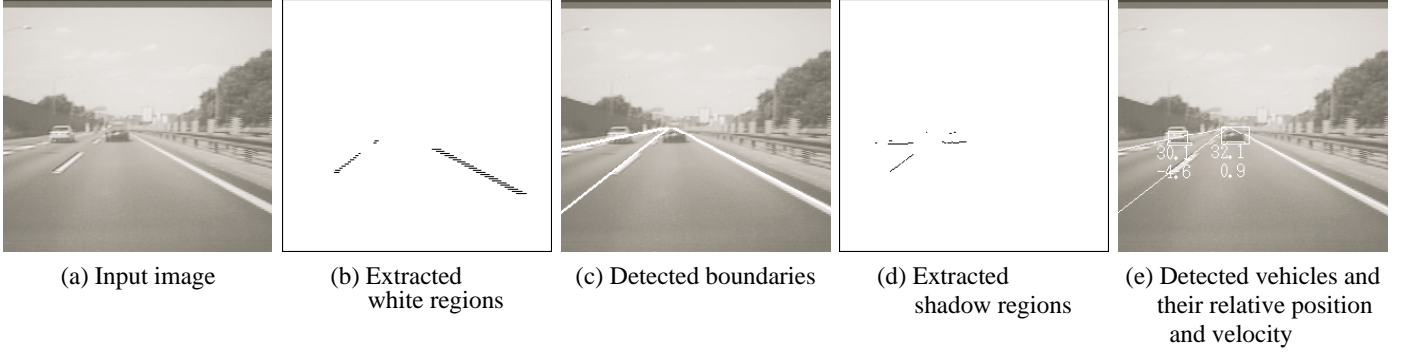 30.1
-4.6
32.1
0.9
(a) Input image
(b) Extracted
white regions
(c) Detected boundaries
(d) Extracted
shadow regions
(e) Detected vehicles and
their relative position
and velocity